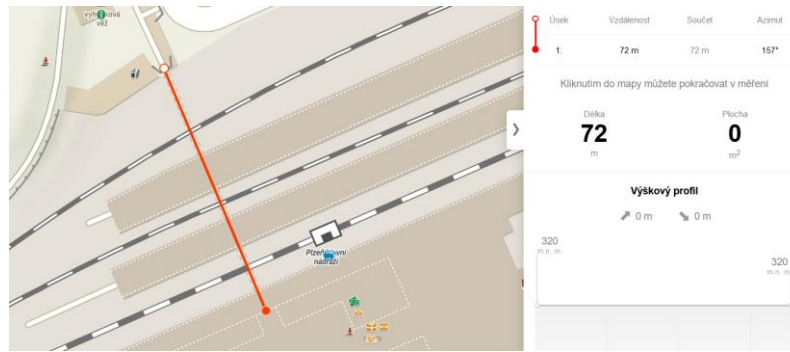 vyhlídková
věž
Plzeň hlavní
nádraží
Úsek Vzdálenost Součet Azimut
1. 72 m 72 m 157°
Kliknutím do mapy můžete pokračovat v měření
Délka Plocha
72 0
m m²
Výškový profil
0 m 0 m
320
m n. m.
320
m n. m.